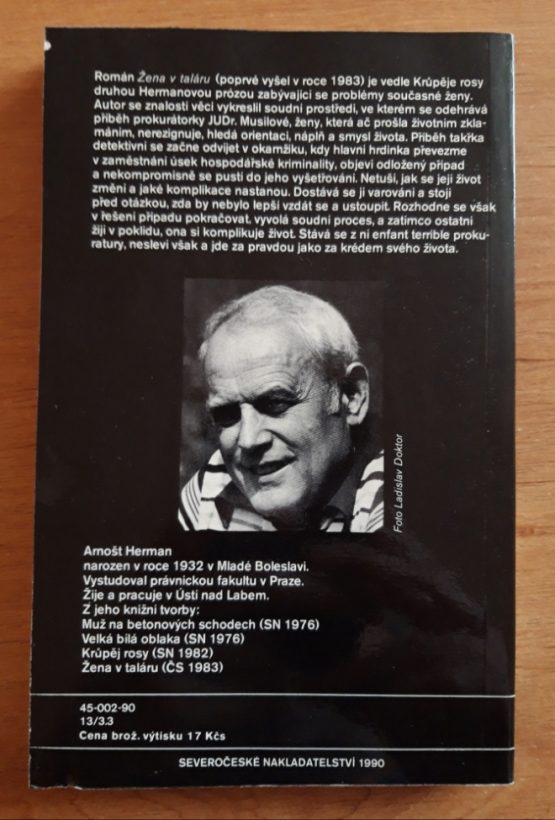 Román Žena v taláru (poprvé vyšel v roce 1983) je vedle Krůpěje rosy
druhou Hermanovou prózou zabývající se problémy současné ženy.
Autor se znalostí věci vykreslil soudní prostředí, ve kterém se odehrává
příběh prokurátorky JUDr. Musilové, ženy, která ač prošla životním zkla-
máním, nerezignuje, hledá orientaci, náplň a smysl života. Příběh takřka
detektivní se začne odvíjet v okamžiku, kdy hlavní hrdinka převezme
v zaměstnání úsek hospodářské kriminality, objeví odložený případ
a nekompromisně se pustí do jeho vyšetřování. Netuší, jak se její život
změní a jaké komplikace nastanou. Dostává se jí varování a stojí
před otázkou, zda by nebylo lepší vzdát se a ustoupit. Rozhodne se však
v řešení případu pokračovat, vyvolá soudní proces, a zatímco ostatní
žijí v poklidu, ona si komplikuje život. Stává se z ní enfant terrible proku-
ratury, nesleví však a jde za pravdou jako za krédem svého života.
Foto Ladislav Doktor
Arnošt Herman
narozen v roce 1932 v Mladé Boleslavi.
Vystudoval právnickou fakultu v Praze.
Žije a pracuje v Ústí nad Labem.
Z jeho knižní tvorby:
Muž na betonových schodech (SN 1976)
Velká bílá oblaka (SN 1976)
Krůpěj rosy (SN 1982)
Žena v taláru (ČS 1983)
45-002-90
13/3.3
Cena brož. výtisku 17 Kčs
SEVEROČESKÉ NAKLADATELSTVÍ 1990